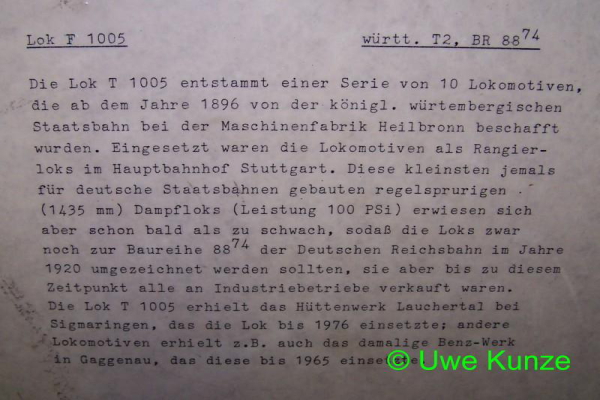 Lok F 1005 württ. T2, BR 88⁷⁴
Die Lok T 1005 entstammt einer Serie von 10 Lokomotiven,
die ab dem Jahre 1896 von der königl. würtembergischen
Staatsbahn bei der Maschinenfabrik Heilbronn beschafft
wurden. Eingesetzt waren die Lokomotiven als Rangier-
loks im Hauptbahnhof Stuttgart. Diese kleinsten jemals
für deutsche Staatsbahnen gebauten regelsprurigen
(1435 mm) Dampfloks (Leistung 100 PSi) erwiesen sich
aber schon bald als zu schwach, sodaß die Loks zwar
noch zur Baureihe 88⁷⁴ der Deutschen Reichsbahn im Jahre
1920 umgezeichnet werden sollten, sie aber bis zu diesem
Zeitpunkt alle an Industriebetriebe verkauft waren.
Die Lok T 1005 erhielt das Hüttenwerk Lauchertal bei
Sigmaringen, das die Lok bis 1976 einsetzte; andere
Lokomotiven erhielt z.B. auch das damalige Benz-Werk
in Gaggenau, das diese bis 1965 einsetzte
© Uwe Kunze